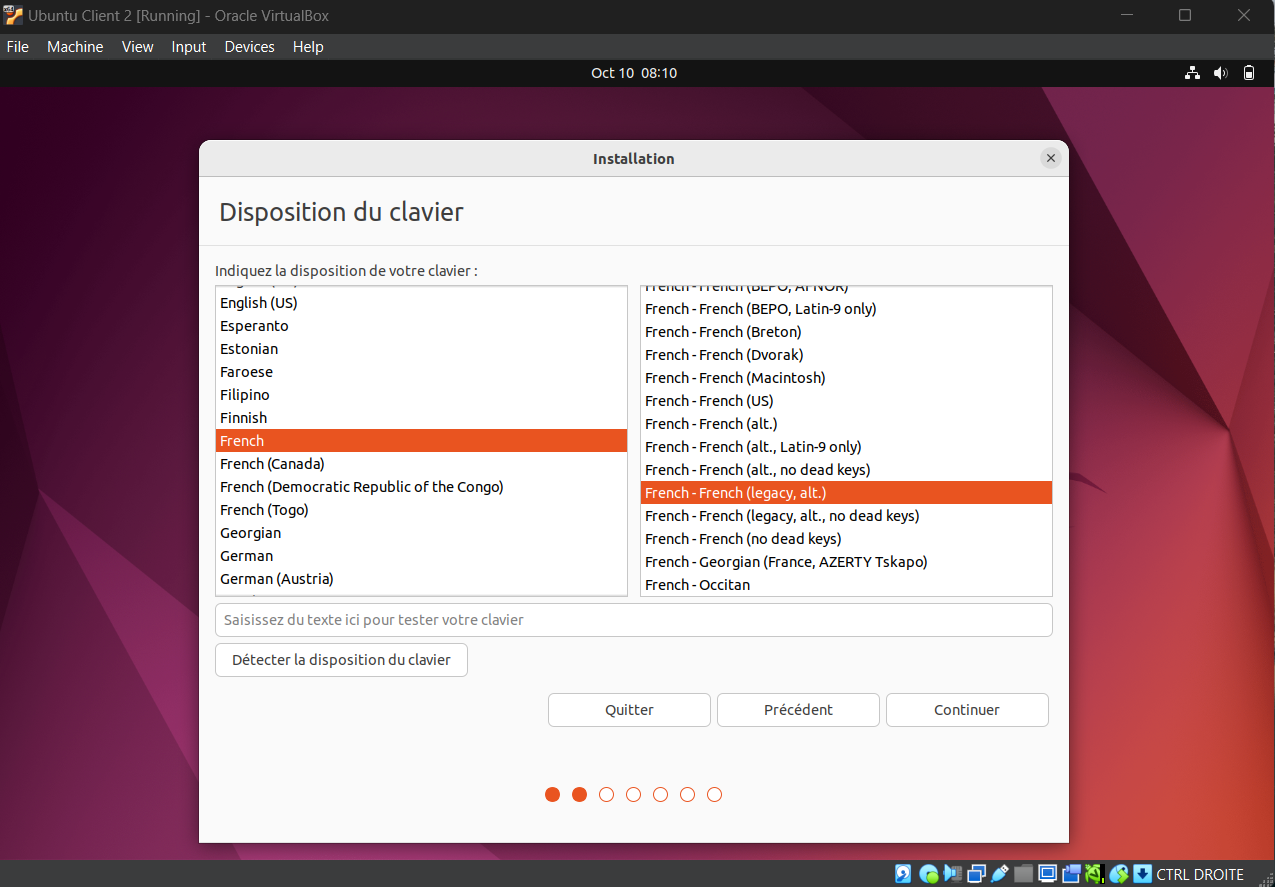 Ubuntu Client 2 [Running] - Oracle VirtualBox
File Machine View Input Devices Help
Oct 10 08:10
Installation
Disposition du clavier
Indiquez la disposition de votre clavier :
English (US)
Esperanto
Estonian
Faroese
Filipino
Finnish
French
French (Canada)
French (Democratic Republic of the Congo)
French (Togo)
Georgian
German
German (Austria)
French - French (BEPO, AFNOR)
French - French (BEPO, Latin-9 only)
French - French (Breton)
French - French (Dvorak)
French - French (Macintosh)
French - French (US)
French - French (alt.)
French - French (alt., Latin-9 only)
French - French (alt., no dead keys)
French - French (legacy, alt.)
French - French (legacy, alt., no dead keys)
French - French (no dead keys)
French - Georgian (France, AZERTY Tskapo)
French - Occitan
Saisissez du texte ici pour tester votre clavier
Détecter la disposition du clavier
Quitter Précédent Continuer
CTRL DROITE